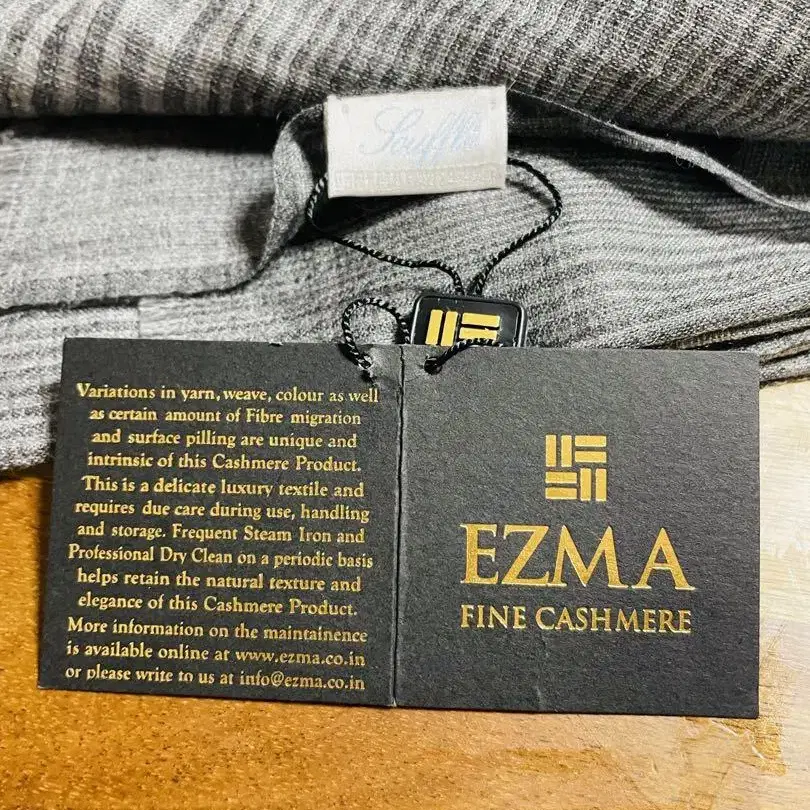 Variations in yarn, weave, colour as well
as certain amount of Fibre migration
and surface pilling are unique and
intrinsic of this Cashmere Product.
This is a delicate luxury textile and
requires due care during use, handling
and storage. Frequent Steam Iron and
Professional Dry Clean on a periodic basis
helps retain the natural texture and
elegance of this Cashmere Product.
More information on the maintainence
is available online at www.ezma.co.in
or please write to us at info@ezma.co.in
EZMA
FINE CASHMERE